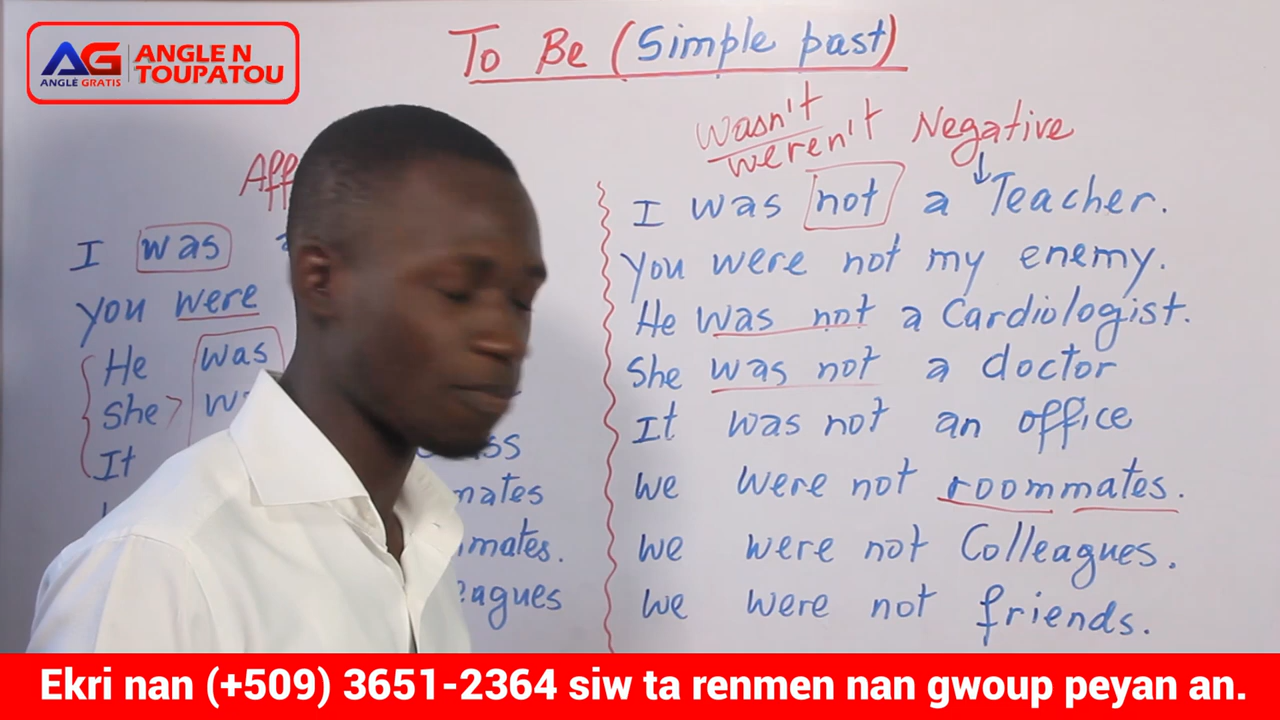 AG
ANGLÈ GRATIS
ANGLE N
TOUPATOU
To Be (Simple past)
wasn't
weren't
Negative
I was
You were
He was
She
It
mates
mates.
eagues
I was not a Teacher.
You were not my enemy.
He was not a Cardiologist.
She was not a doctor
It was not an office
We were not roommates.
We were not Colleagues.
We were not friends.
Ekri nan (+509) 3651-2364 siw ta renmen nan gwoup peyan an.